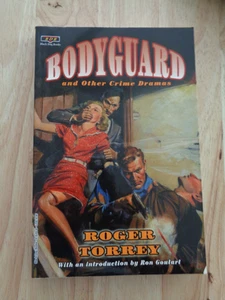 BODYGUARD
and Other Crime Dramas
ROGER
TORREY
With an introduction by Ron Goulart